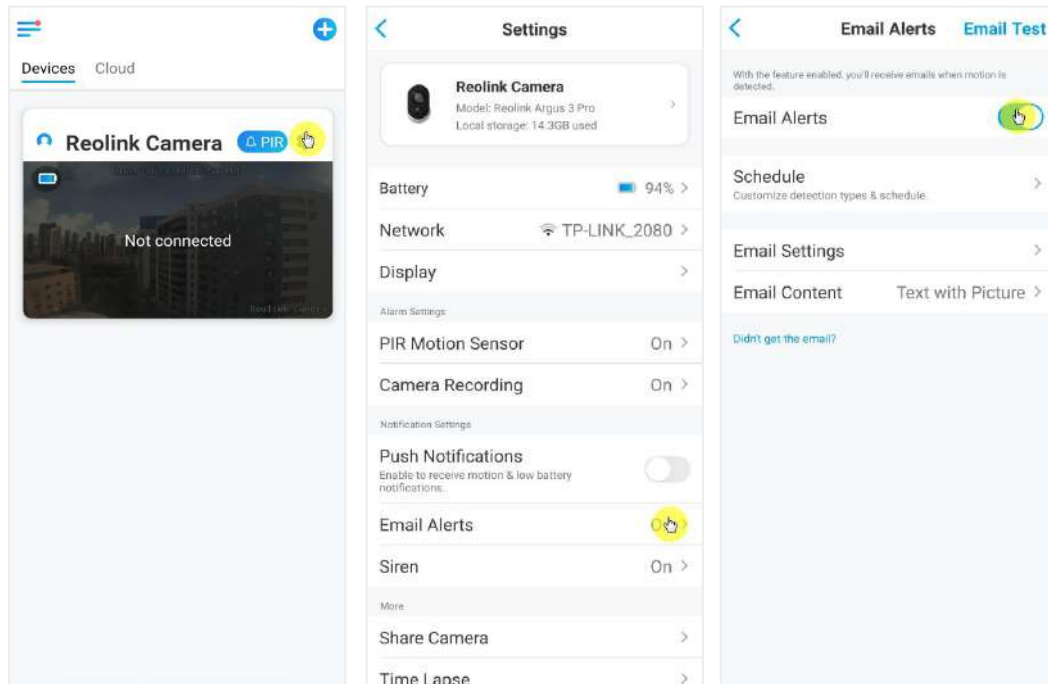 Devices Cloud
Reolink Camera PIR
Not connected
Settings
Reolink Camera
Model: Reolink Argus 3 Pro
Local storage: 14.3GB used
Battery 94%
Network TP-LINK_2080
Display
Alarm Settings
PIR Motion Sensor On
Camera Recording On
Notification Settings
Push Notifications
Enable to receive motion & low battery
notifications.
Email Alerts
Siren On
More
Share Camera
Time Lapse
Email Alerts Email Test
With the feature enabled, you'll receive emails when motion is
detected.
Email Alerts
Schedule
Customize detection types & schedule.
Email Settings
Email Content Text with Picture
Didn't get the email?